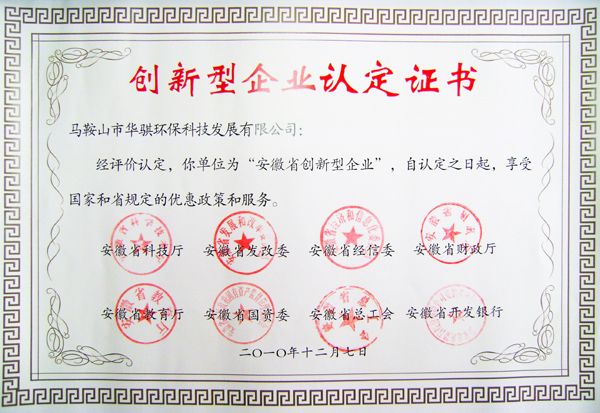 创新型企业认定证书
马鞍山市华骐环保科技发展有限公司：
经评价认定，你单位为“安徽省创新型企业”，自认定之日起，享受
国家和省规定的优惠政策和服务。
安徽省科技厅 安徽省发改委 安徽省经信委 安徽省财政厅
安徽省教育厅 安徽省国资委 安徽省总工会 安徽省开发银行
二〇一〇年十二月七日